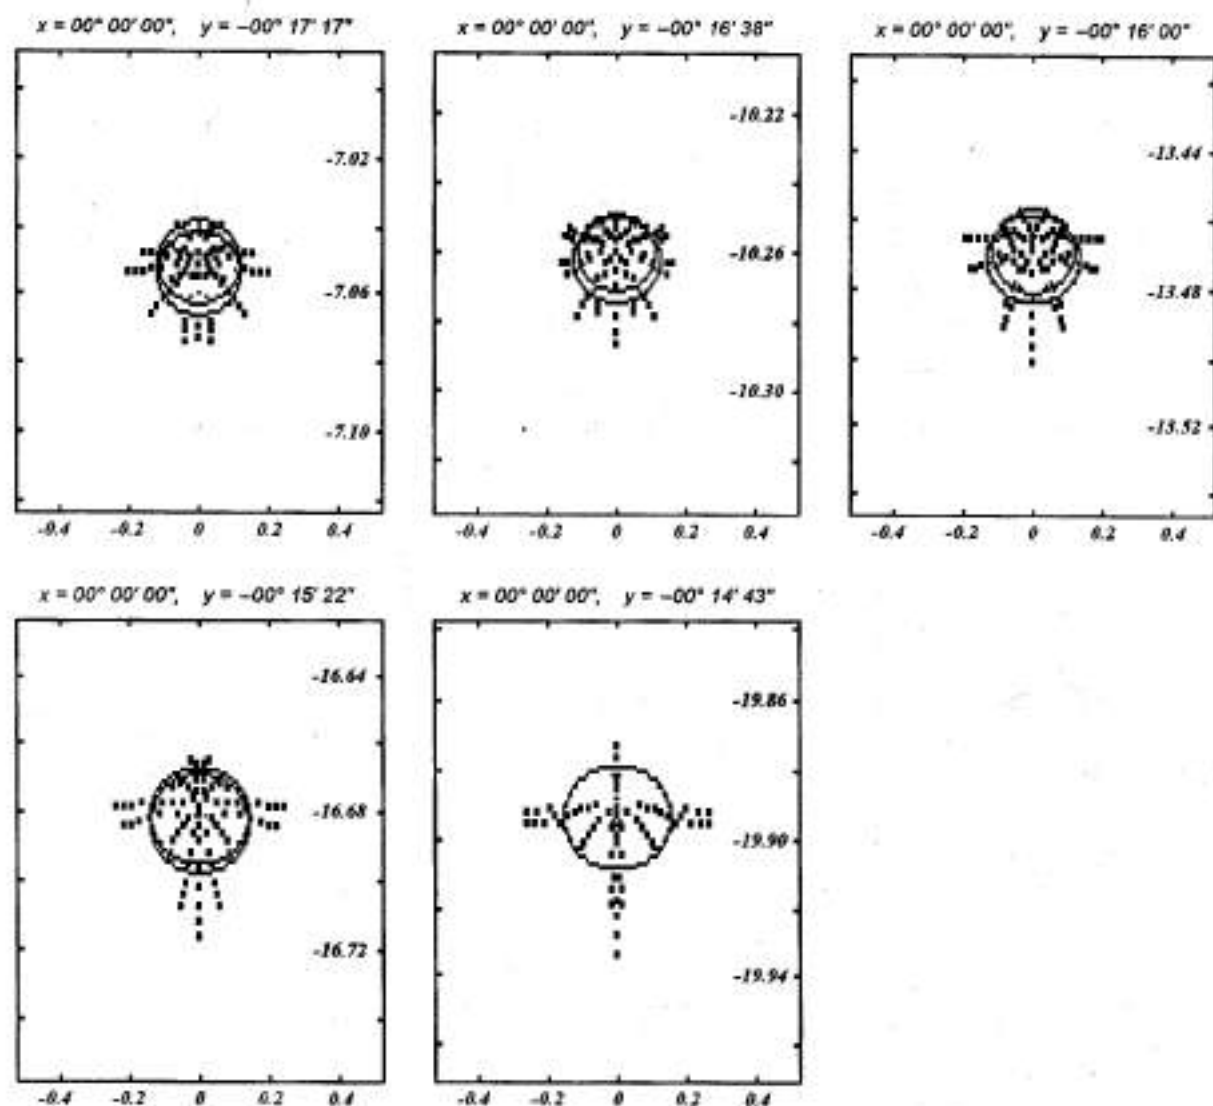 x = 00° 00' 00", y = –00° 17' 17"
x = 00° 00' 00", y = –00° 16' 38"
x = 00° 00' 00", y = –00° 16' 00"
-7.02
-7.06
-7.10
-0.4 -0.2 0 0.2 0.4
-10.22
-10.26
-10.30
-0.4 -0.2 0 0.2 0.4
-13.44
-13.48
-13.52
-0.4 -0.2 0 0.2 0.4
x = 00° 00' 00", y = –00° 15' 22"
x = 00° 00' 00", y = –00° 14' 43"
-16.64
-16.68
-16.72
-0.4 -0.2 0 0.2 0.4
-19.86
-19.90
-19.94
-0.4 -0.2 0 0.2 0.4